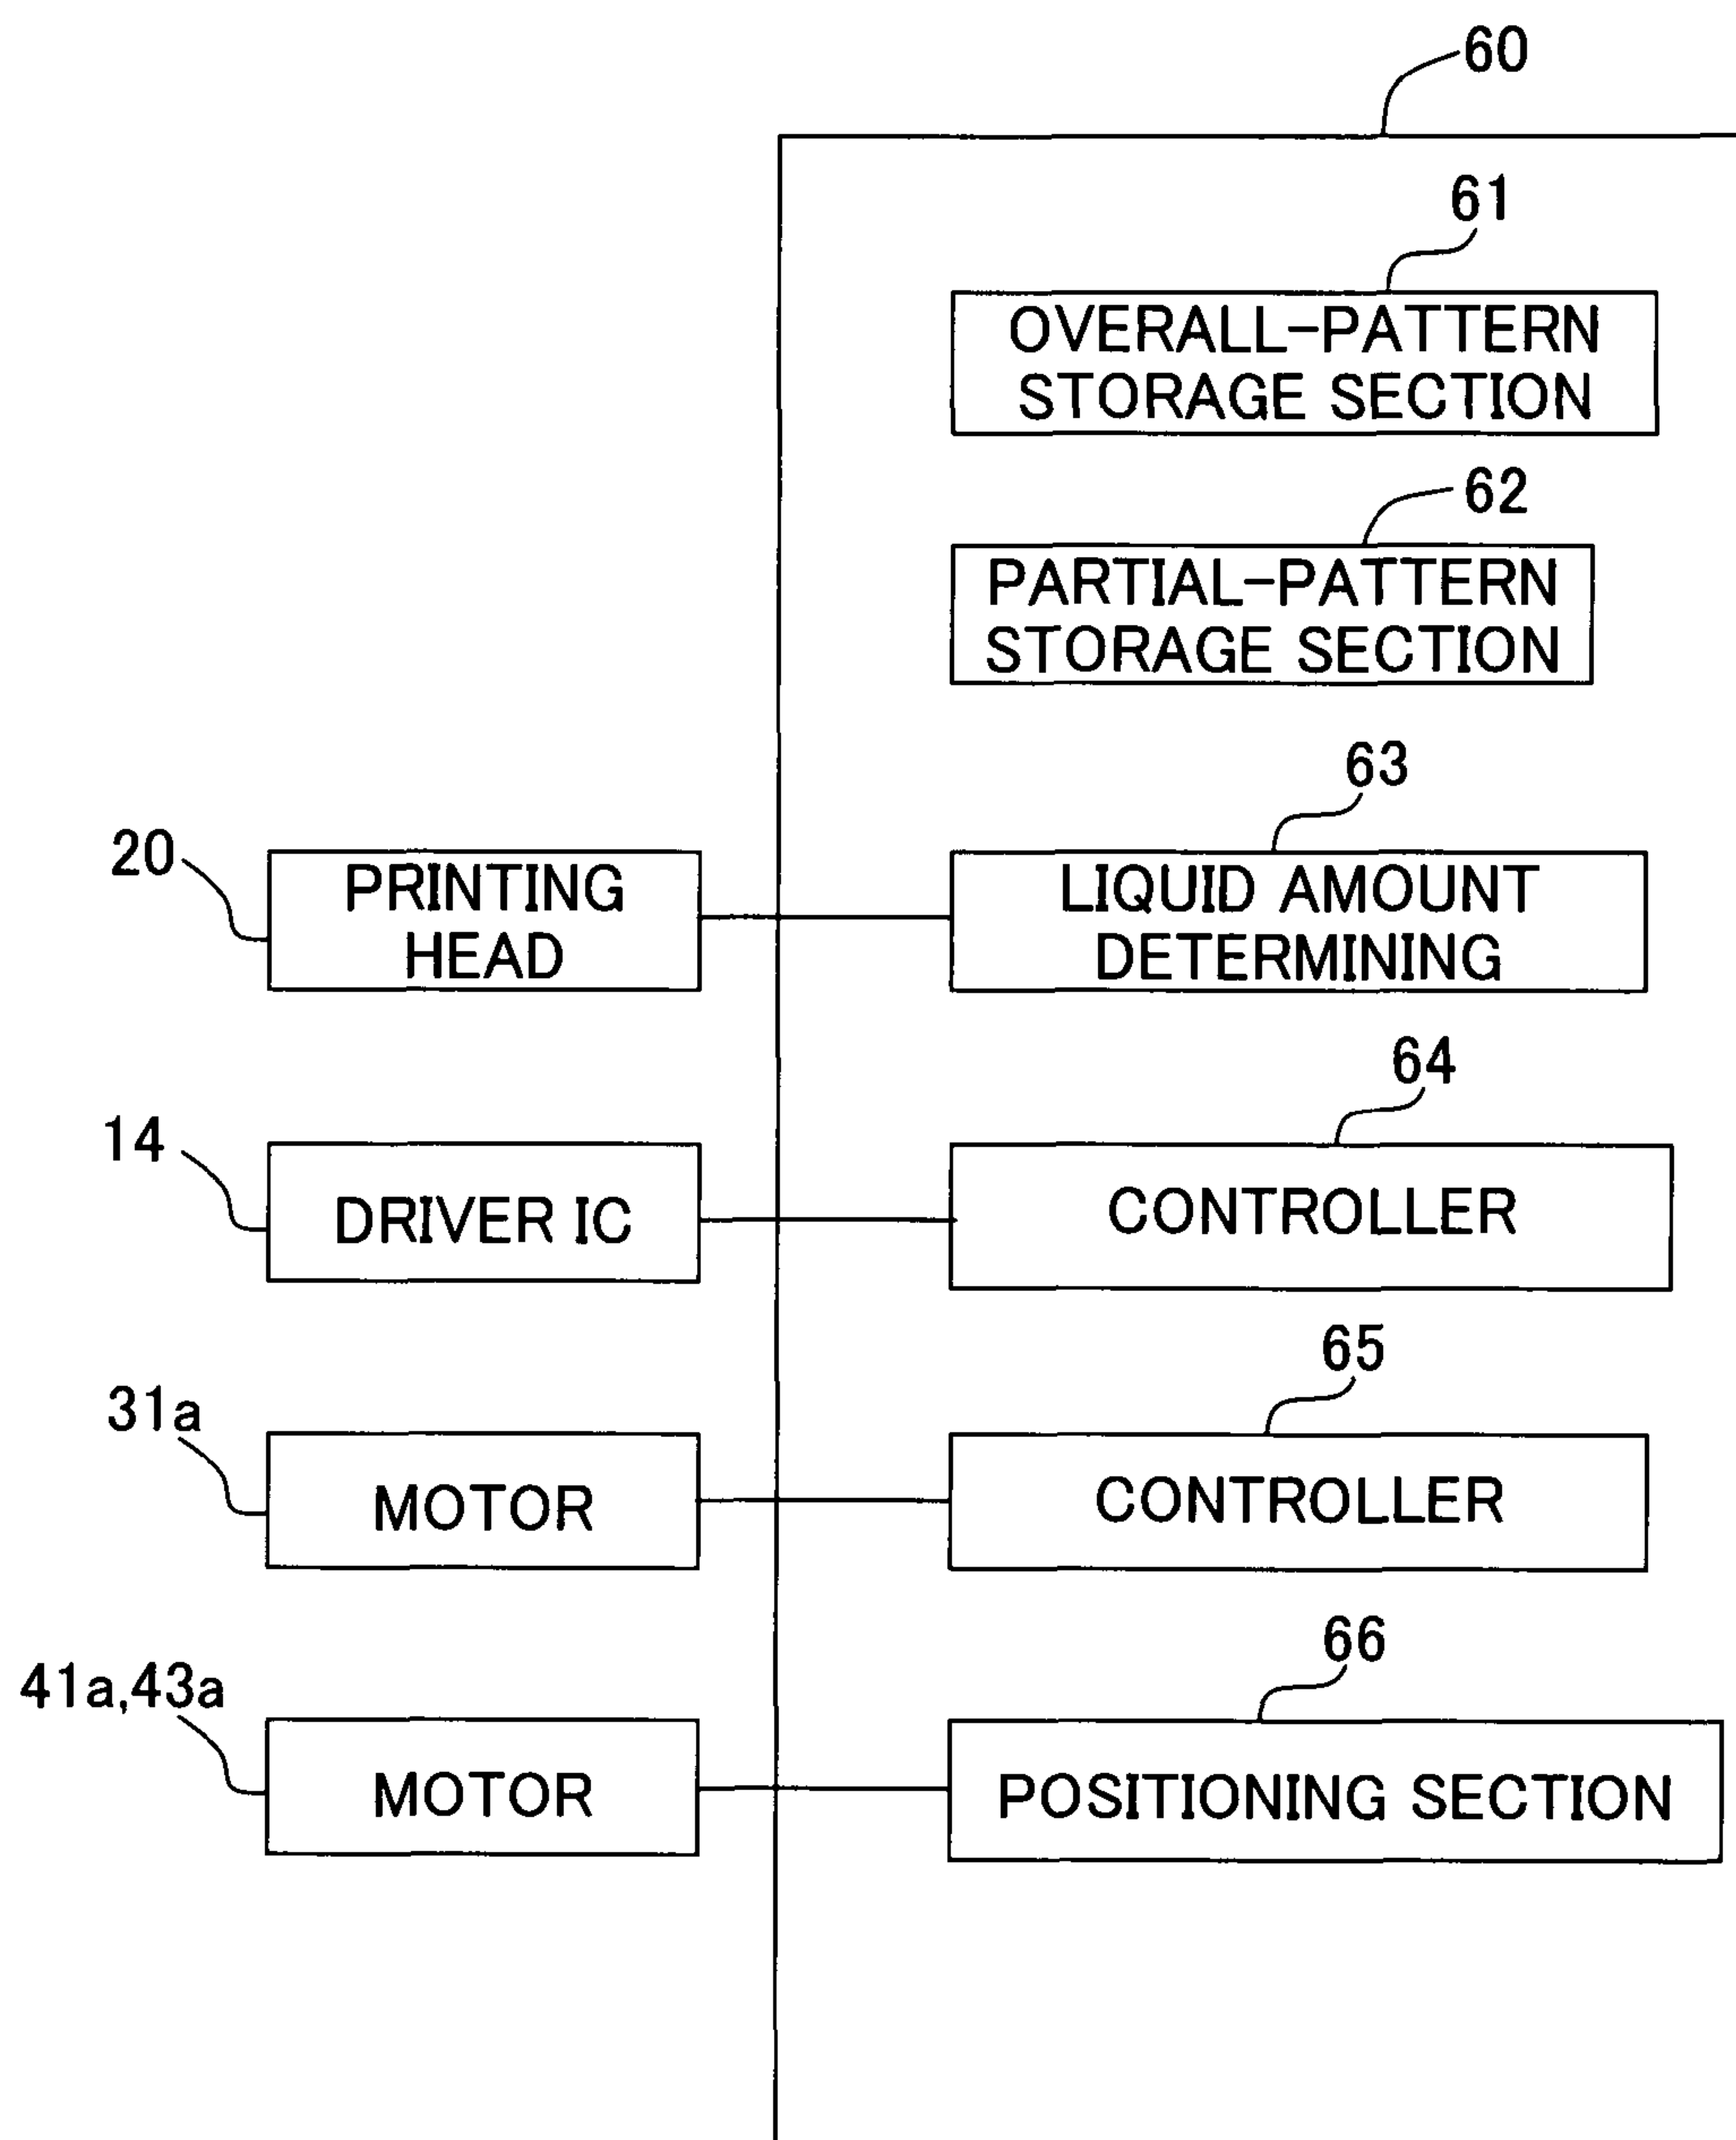 60
61
OVERALL-PATTERN
STORAGE SECTION
62
PARTIAL-PATTERN
STORAGE SECTION
63
20
PRINTING
HEAD
LIQUID AMOUNT
DETERMINING
64
14
DRIVER IC
CONTROLLER
65
31a
MOTOR
CONTROLLER
66
41a,43a
MOTOR
POSITIONING SECTION